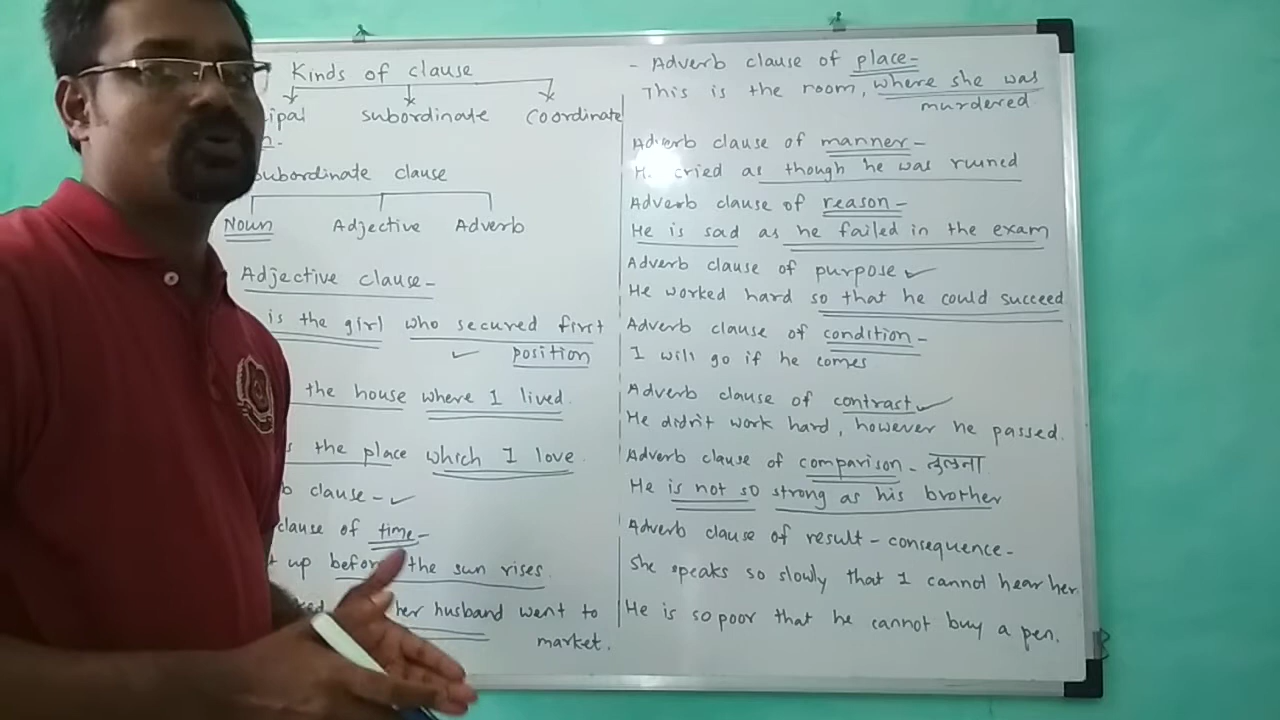 Kinds of clause
subordinate coordinate
Subordinate clause
Noun Adjective Adverb
Adjective clause-
is the girl who secured first
position
the house where I lived.
the place which I love.
clause-
clause of time-
up before the sun rises.
her husband went to
market.
- Adverb clause of place-
This is the room, where she was
murdered
Adverb clause of manner-
cried as though he was ruined
Adverb clause of reason-
He is sad as he failed in the exam
Adverb clause of purpose
He worked hard so that he could succeed
Adverb clause of condition-
I will go if he comes
Adverb clause of contrast
He didn't work hard, however he passed.
Adverb clause of comparison- तुलना
He is not so strong as his brother
Adverb clause of result - consequence-
She speaks so slowly that I cannot hear her.
He is so poor that he cannot buy a pen.